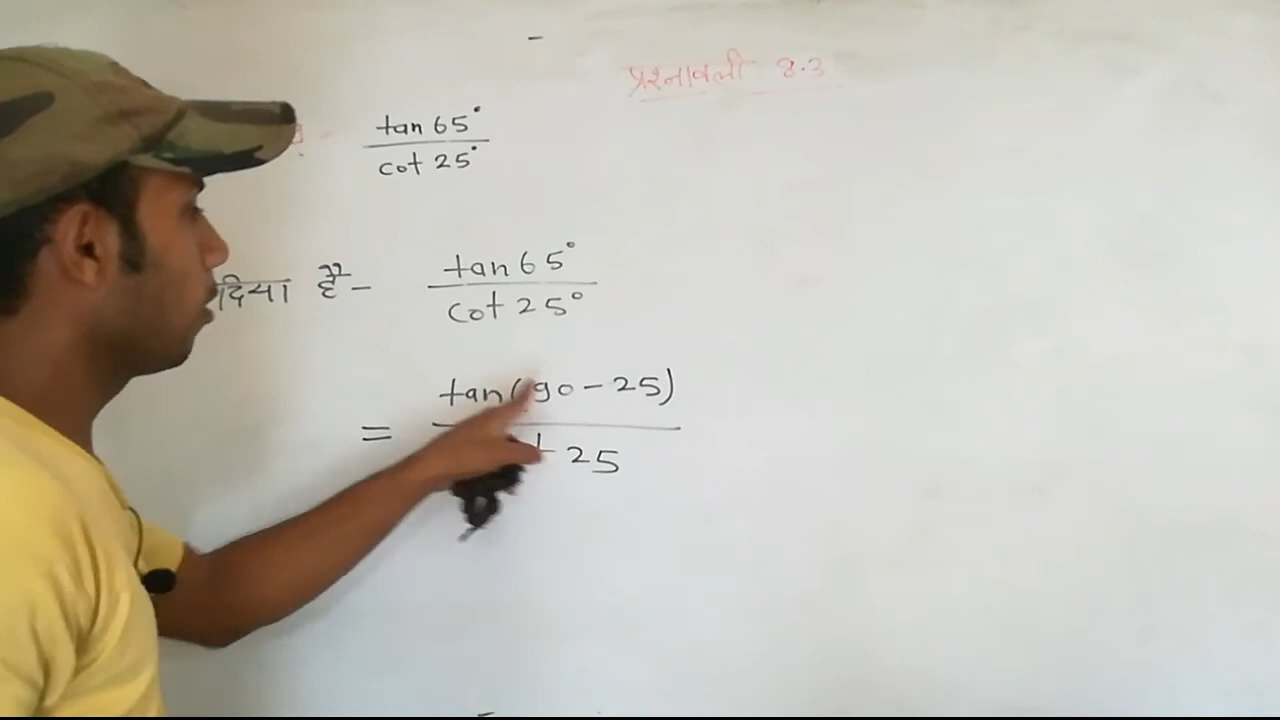 प्रश्नावली 8.3
tan 65°
cot 25°
दिया है- tan 65°
cot 25°
= tan(90-25)
25